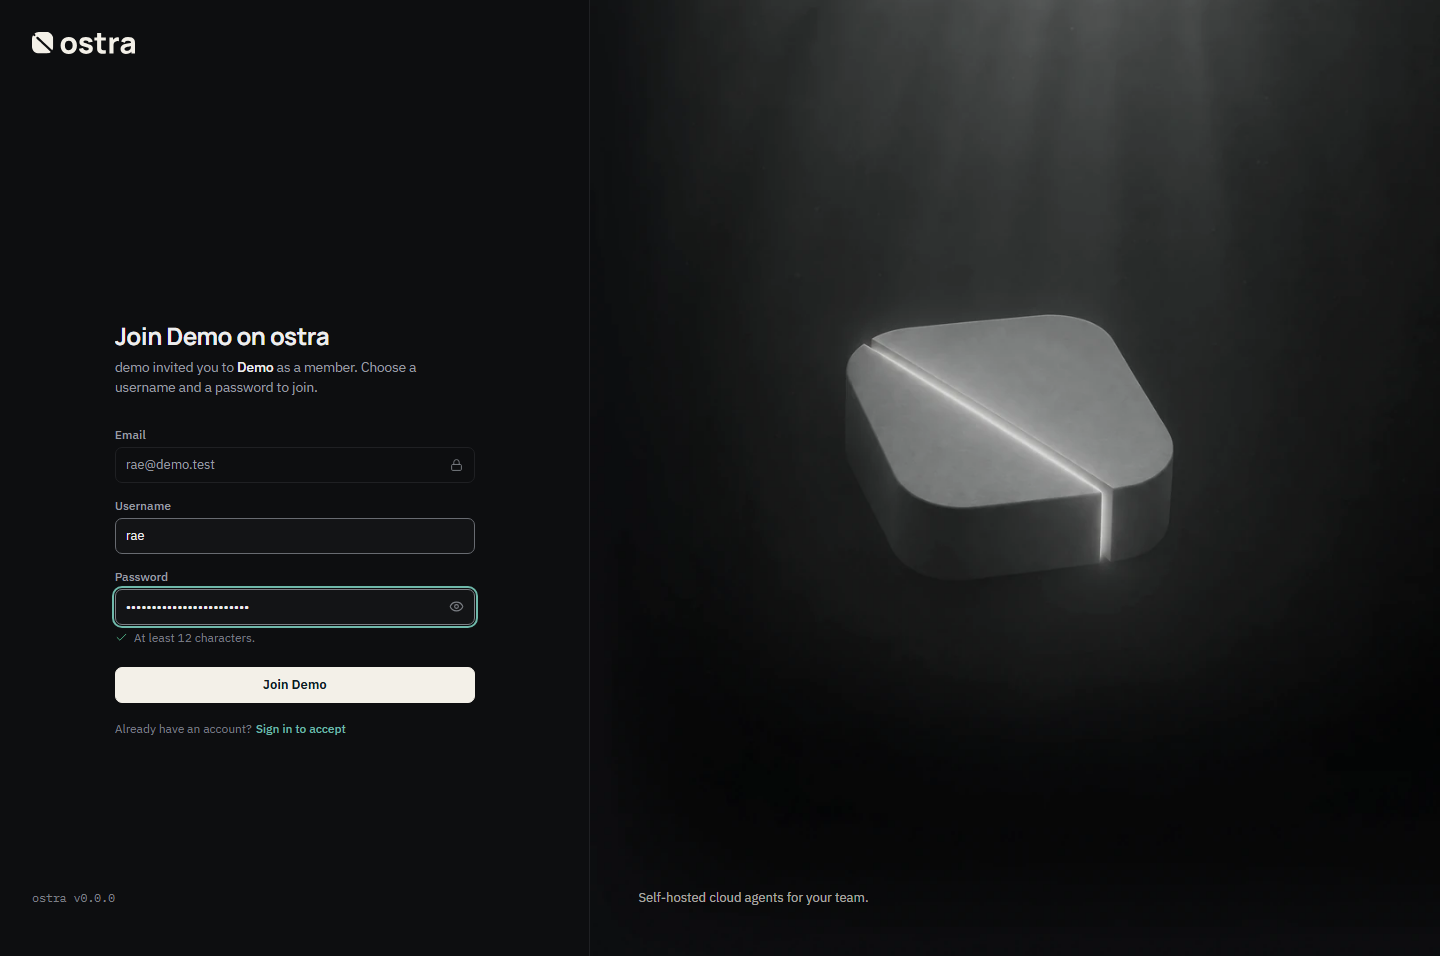 ostra
Join Demo on ostra
demo invited you to Demo as a member. Choose a
username and a password to join.
Email
rae@demo.test
Username
rae
Password
••••••••••••••••••••••••
At least 12 characters.
Join Demo
Already have an account? Sign in to accept
ostra v0.0.0
Self-hosted cloud agents for your team.